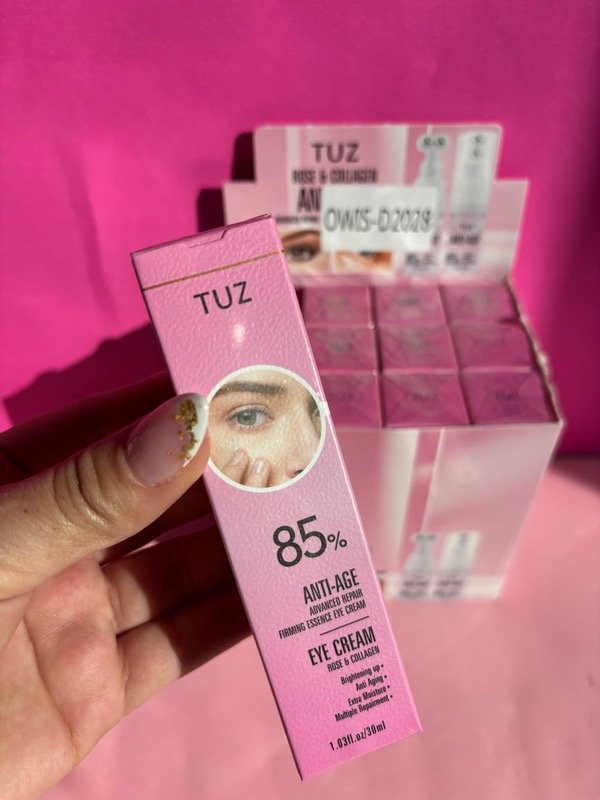 TUZ
ROSE & COLLAGEN
OWIS-D2028
TUZ
85%
ANTI-AGE
ADVANCED REPAIR
FIRMING ESSENCE EYE CREAM
EYE CREAM
ROSE & COLLAGEN
Brightening up •
Anti Aging •
Extra Moisture •
Multiple Repairment •
1.03fl.oz/30ml
TUZ